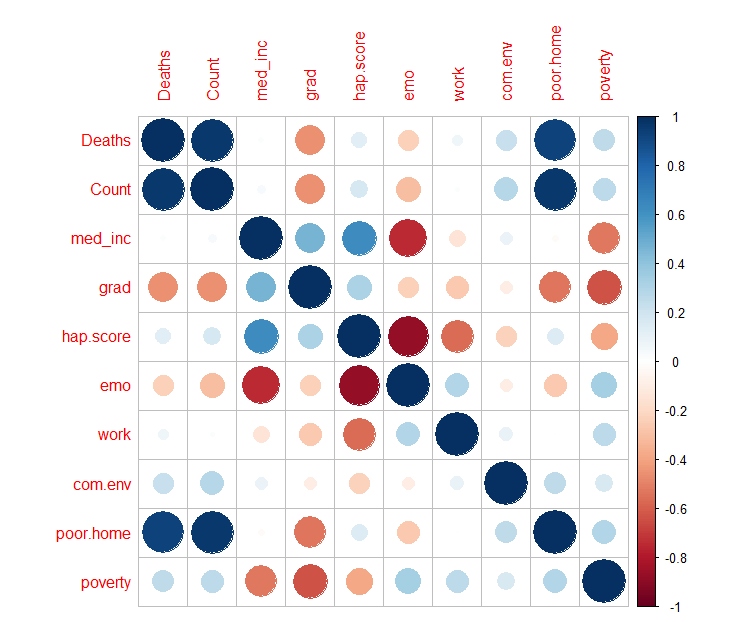 Deaths
Count
med_inc
grad
hap.score
emo
work
com.env
poor.home
poverty
Deaths
Count
med_inc
grad
hap.score
emo
work
com.env
poor.home
poverty
1
0.8
0.6
0.4
0.2
0
-0.2
-0.4
-0.6
-0.8
-1